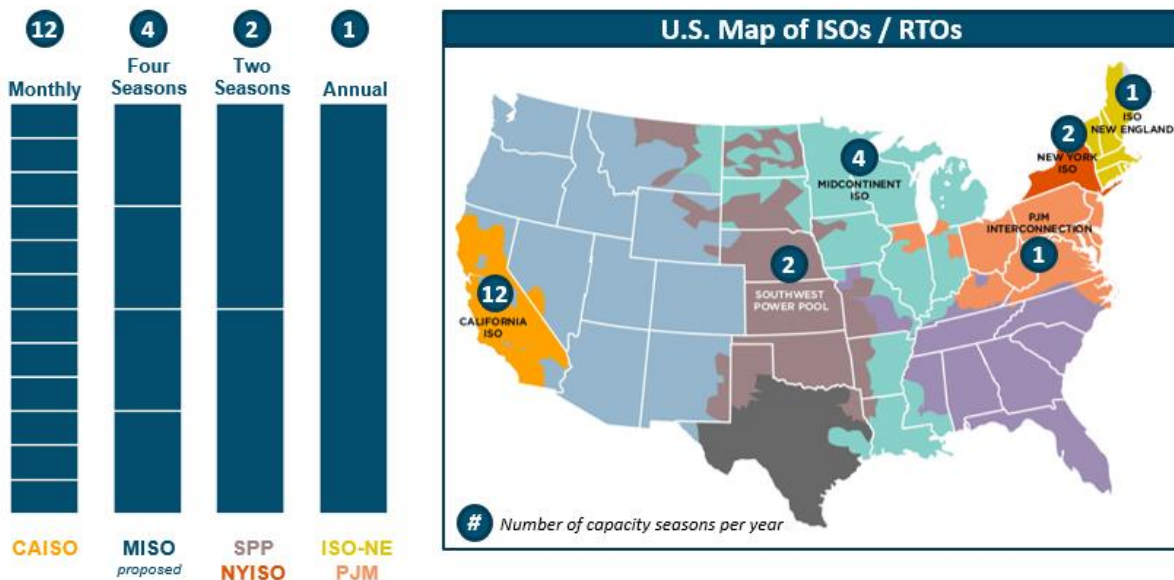 12
4
2
1
Monthly
Four
Seasons
Two
Seasons
Annual
CAISO
MISO
proposed
SPP
NYISO
ISO-NE
PJM
U.S. Map of ISOs / RTOs
1
ISO
NEW ENGLAND
2
NEW YORK
ISO
4
MIDCONTINENT
ISO
PJM
INTERCONNECTION
1
2
SOUTHWEST
POWER POOL
12
CALIFORNIA
ISO
# Number of capacity seasons per year